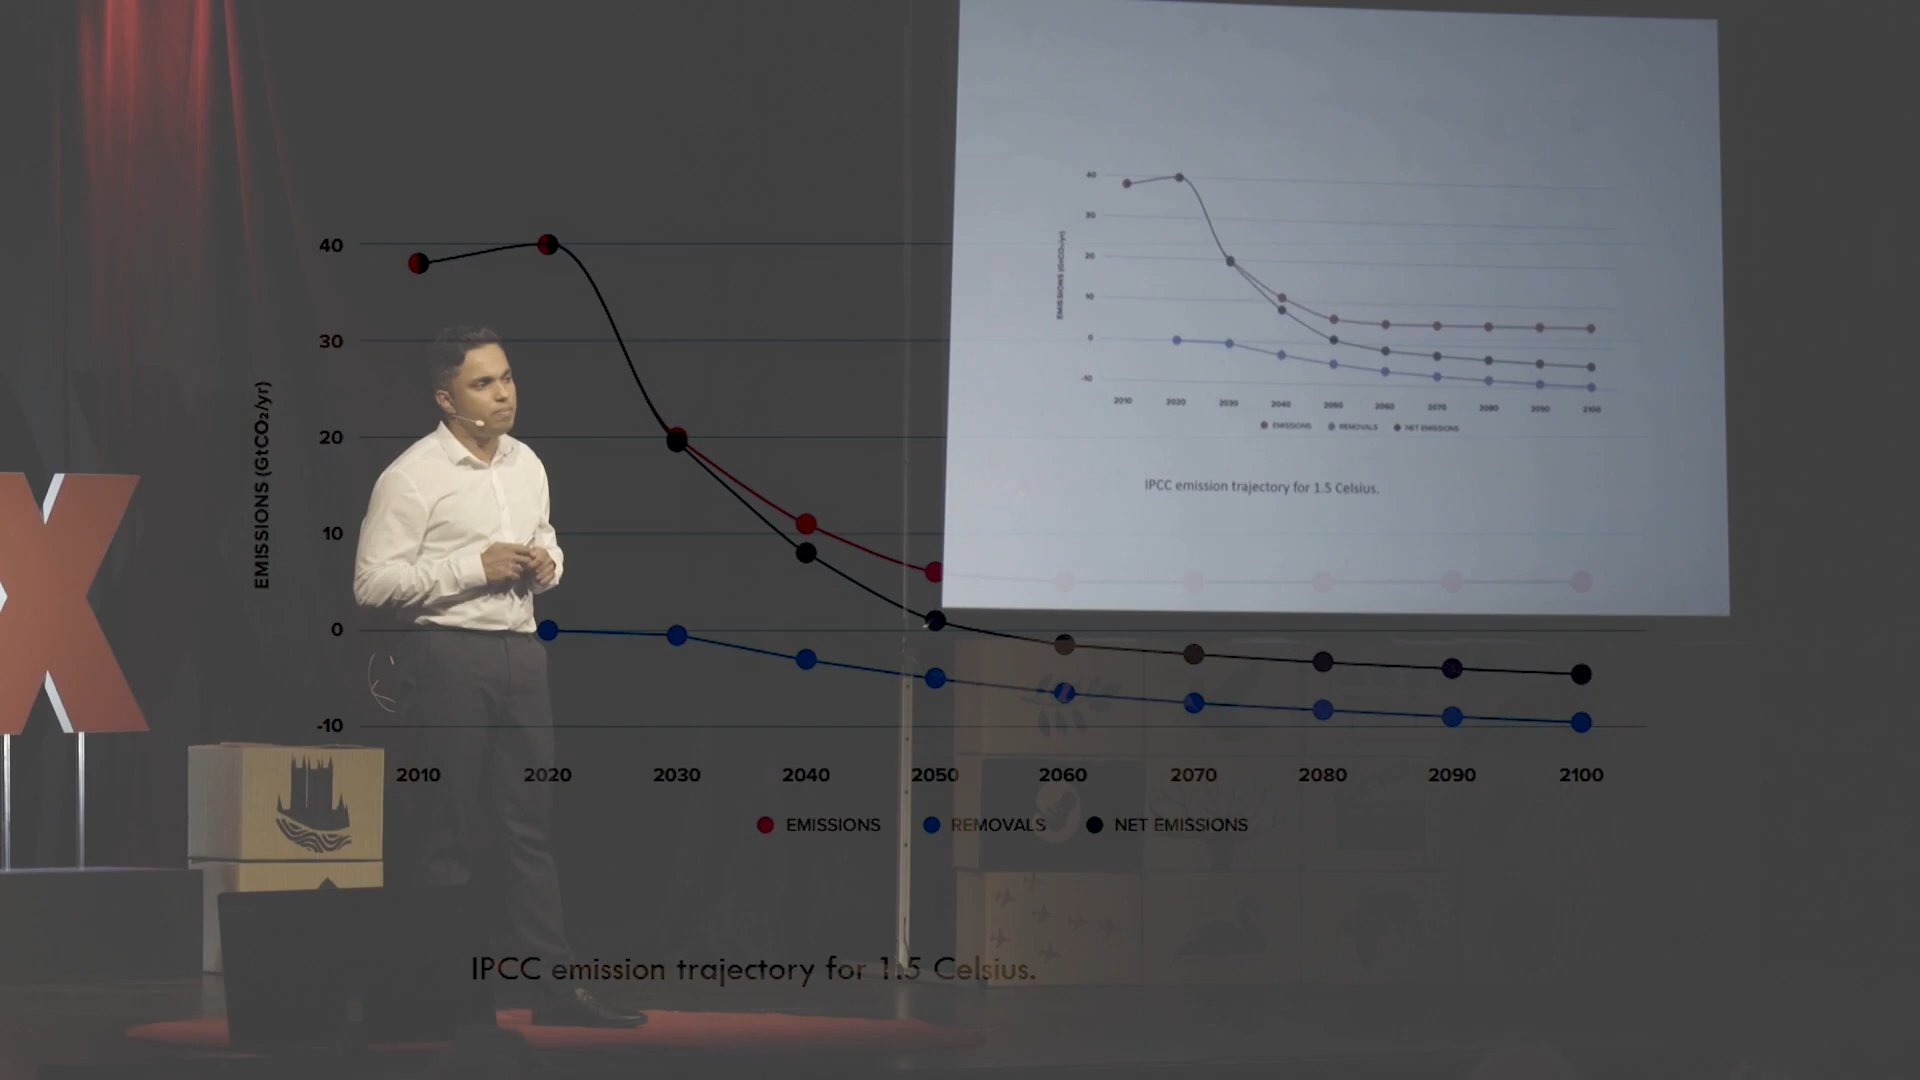 X
40
30
20
10
0
-10
EMISSIONS (GtCO₂/yr)
2010 2020 2030 2040 2050 2060 2070 2080 2090 2100
EMISSIONS REMOVALS NET EMISSIONS
IPCC emission trajectory for 1.5 Celsius.
40
30
20
10
0
-10
EMISSIONS (GtCO₂/yr)
2010 2020 2030 2040 2050 2060 2070 2080 2090 2100
EMISSIONS REMOVALS NET EMISSIONS
IPCC emission trajectory for 1.5 Celsius.